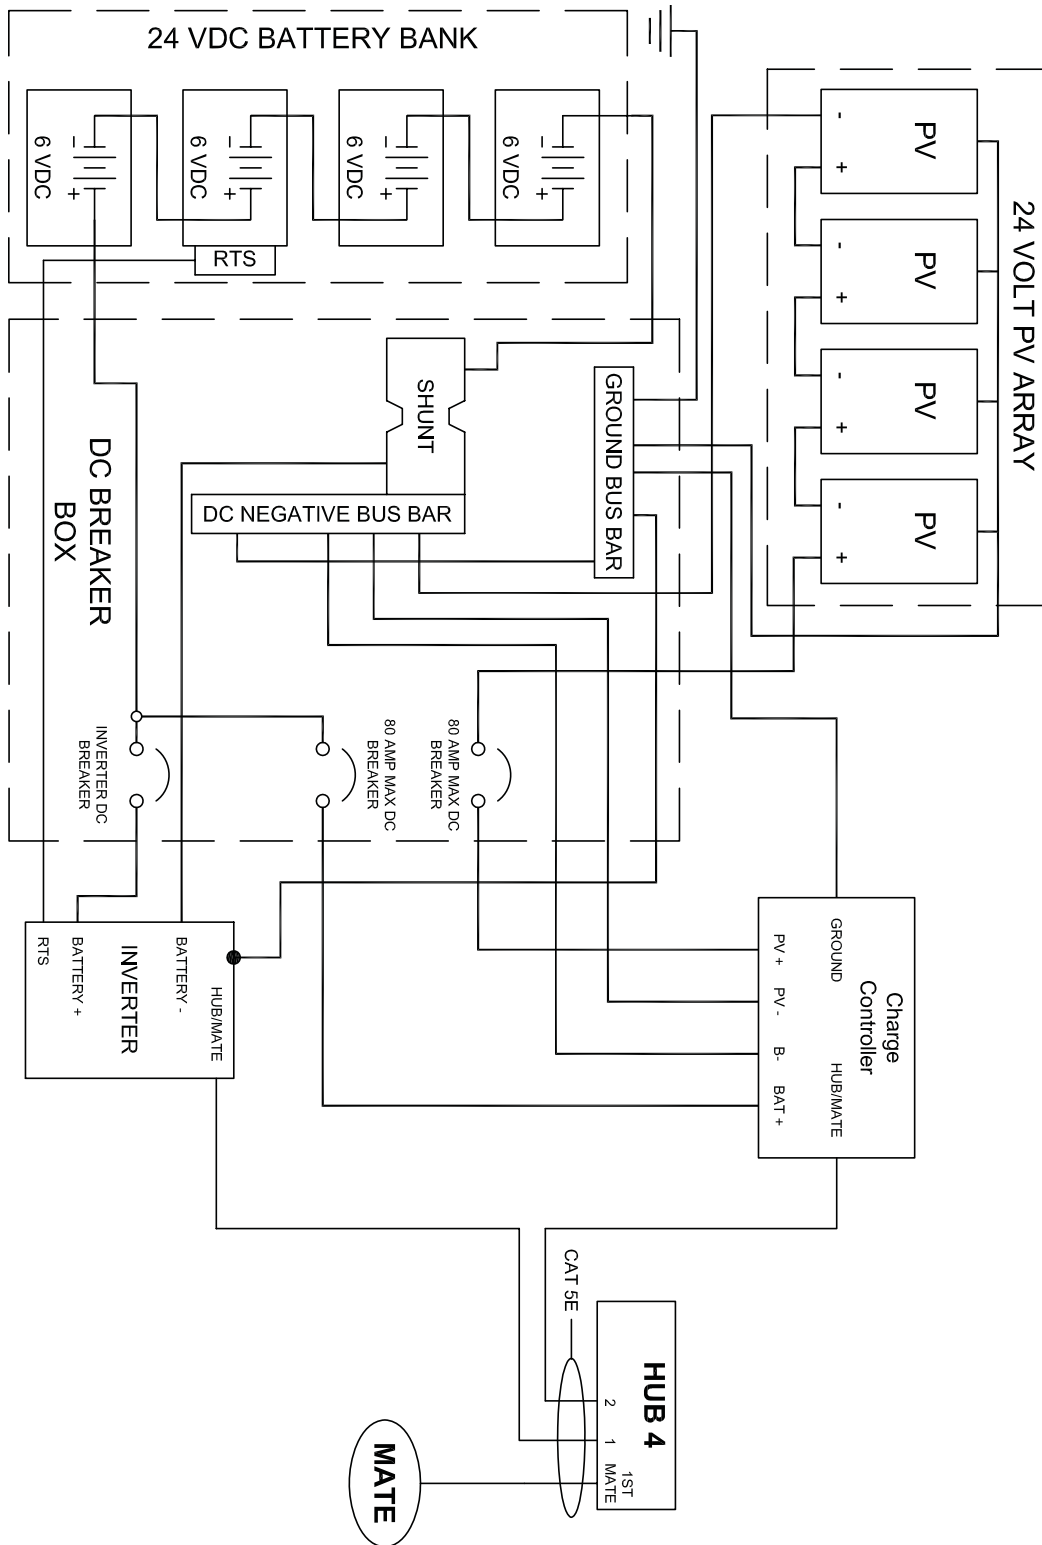 24 VDC BATTERY BANK
-
+
6 VDC
-
+
6 VDC
-
+
6 VDC
-
+
6 VDC
RTS
24 VOLT PV ARRAY
PV
-
+
PV
-
+
PV
-
+
PV
-
+
SHUNT
GROUND BUS BAR
DC NEGATIVE BUS BAR
DC BREAKER
BOX
INVERTER DC
BREAKER
80 AMP MAX DC
BREAKER
80 AMP MAX DC
BREAKER
INVERTER
RTS
BATTERY +
BATTERY -
HUB/MATE
Charge
Controller
GROUND
HUB/MATE
PV +
PV -
B-
BAT +
CAT 5E
HUB 4
2
1
1ST
MATE
MATE